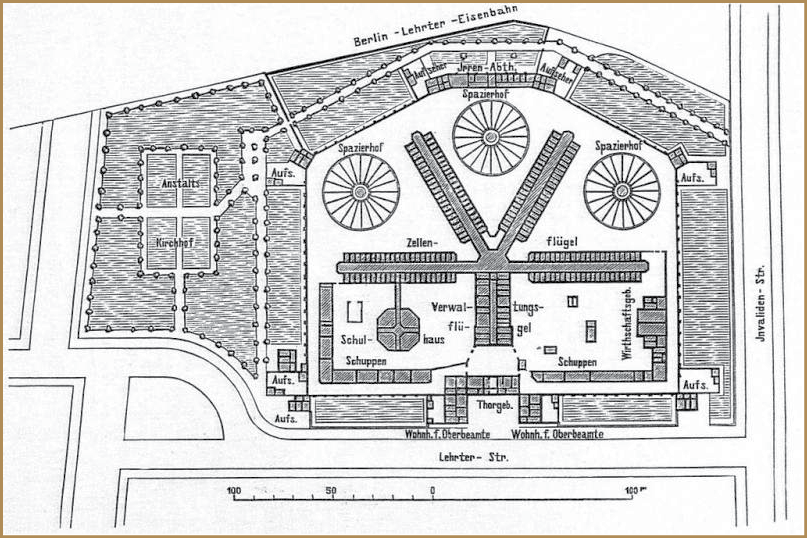 Berlin - Lehrter - Eisenbahn
Aufseher
Irren-Abth.
Aufseher
Spazierhof
Spazierhof
Spazierhof
Aufs.
Aufs.
Anstalts
Kirchhof
Zellen-
flügel
Verwal-
tungs-
flü-
gel
Schul-
haus
Schuppen
Schuppen
Wirthschaftsgeb.
Invaliden- Str.
Aufs.
Aufs.
Aufs.
Thorgeb.
Wohnh. f. Oberbeamte
Wohnh. f. Oberbeamte
Lehrter- Str.
100
50
0
100 m